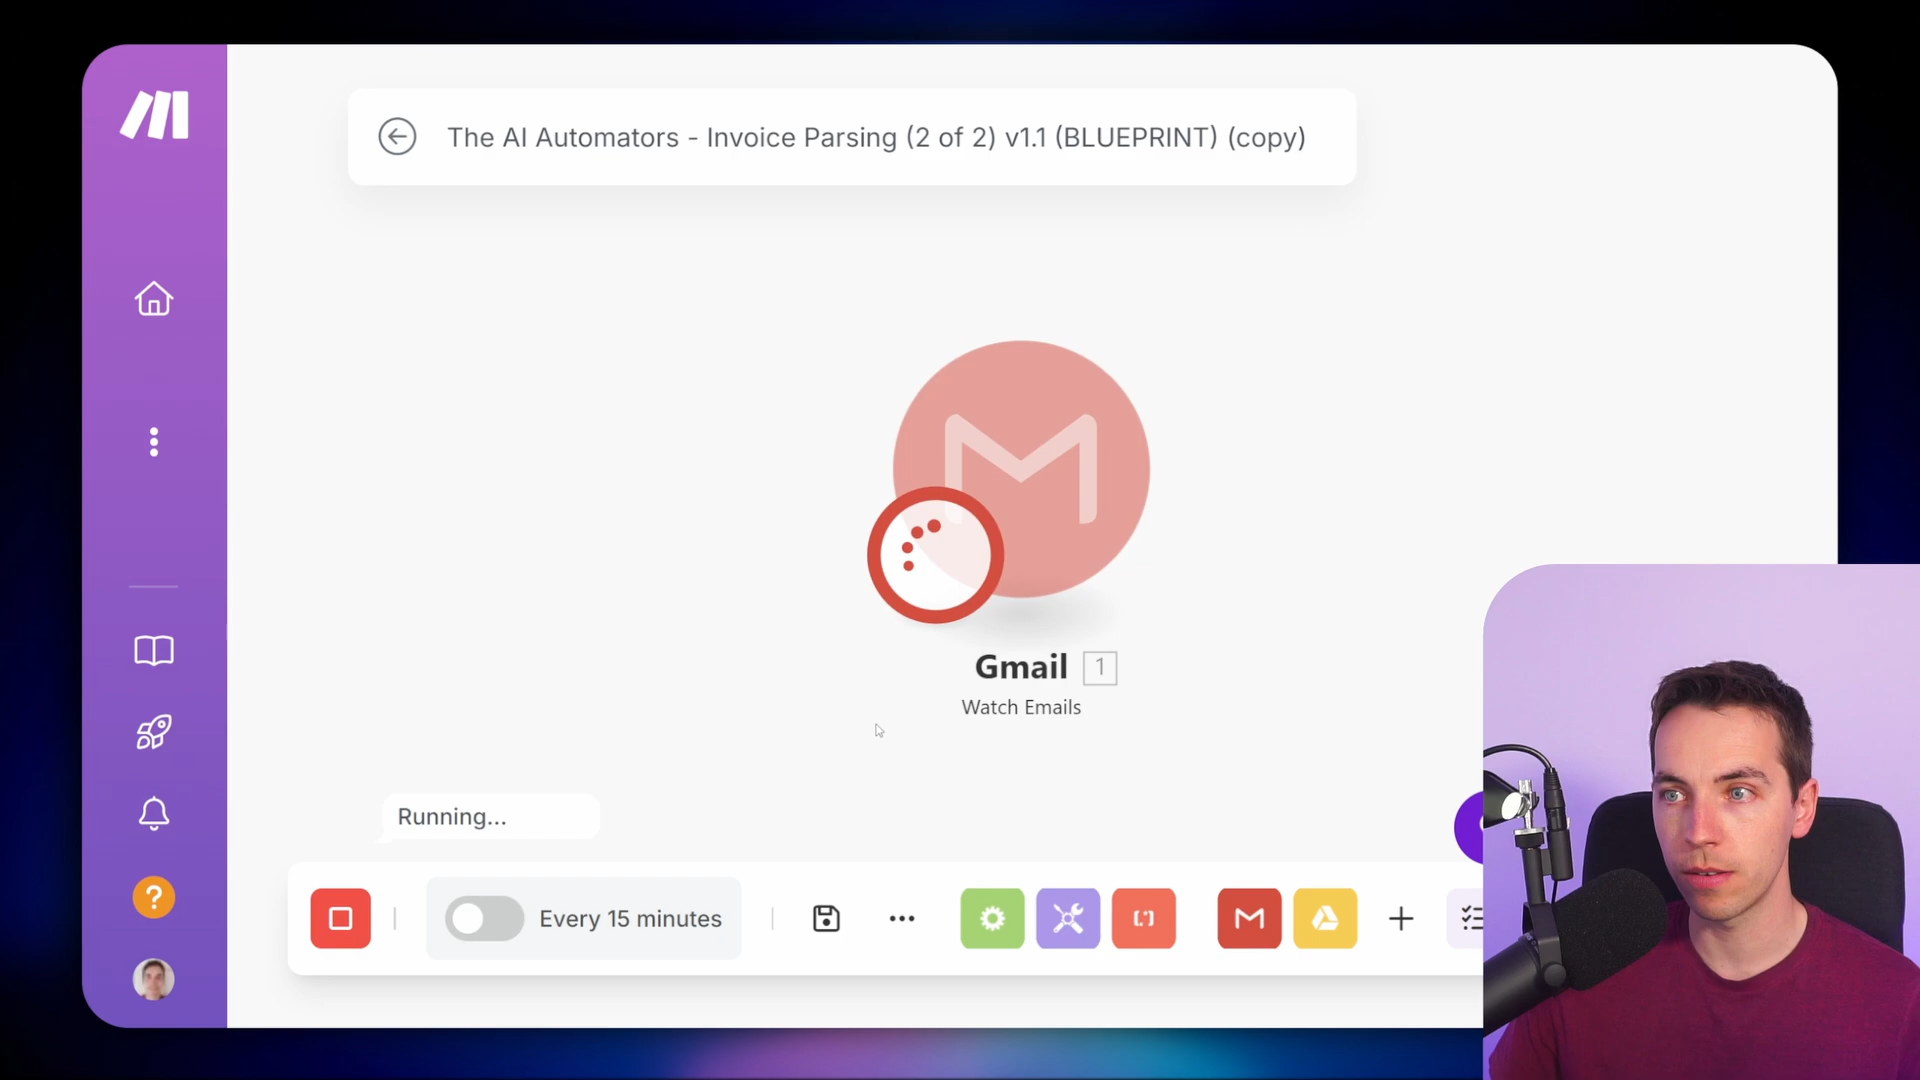 The AI Automators - Invoice Parsing (2 of 2) v1.1 (BLUEPRINT) (copy)
Gmail 1
Watch Emails
Running...
Every 15 minutes
?